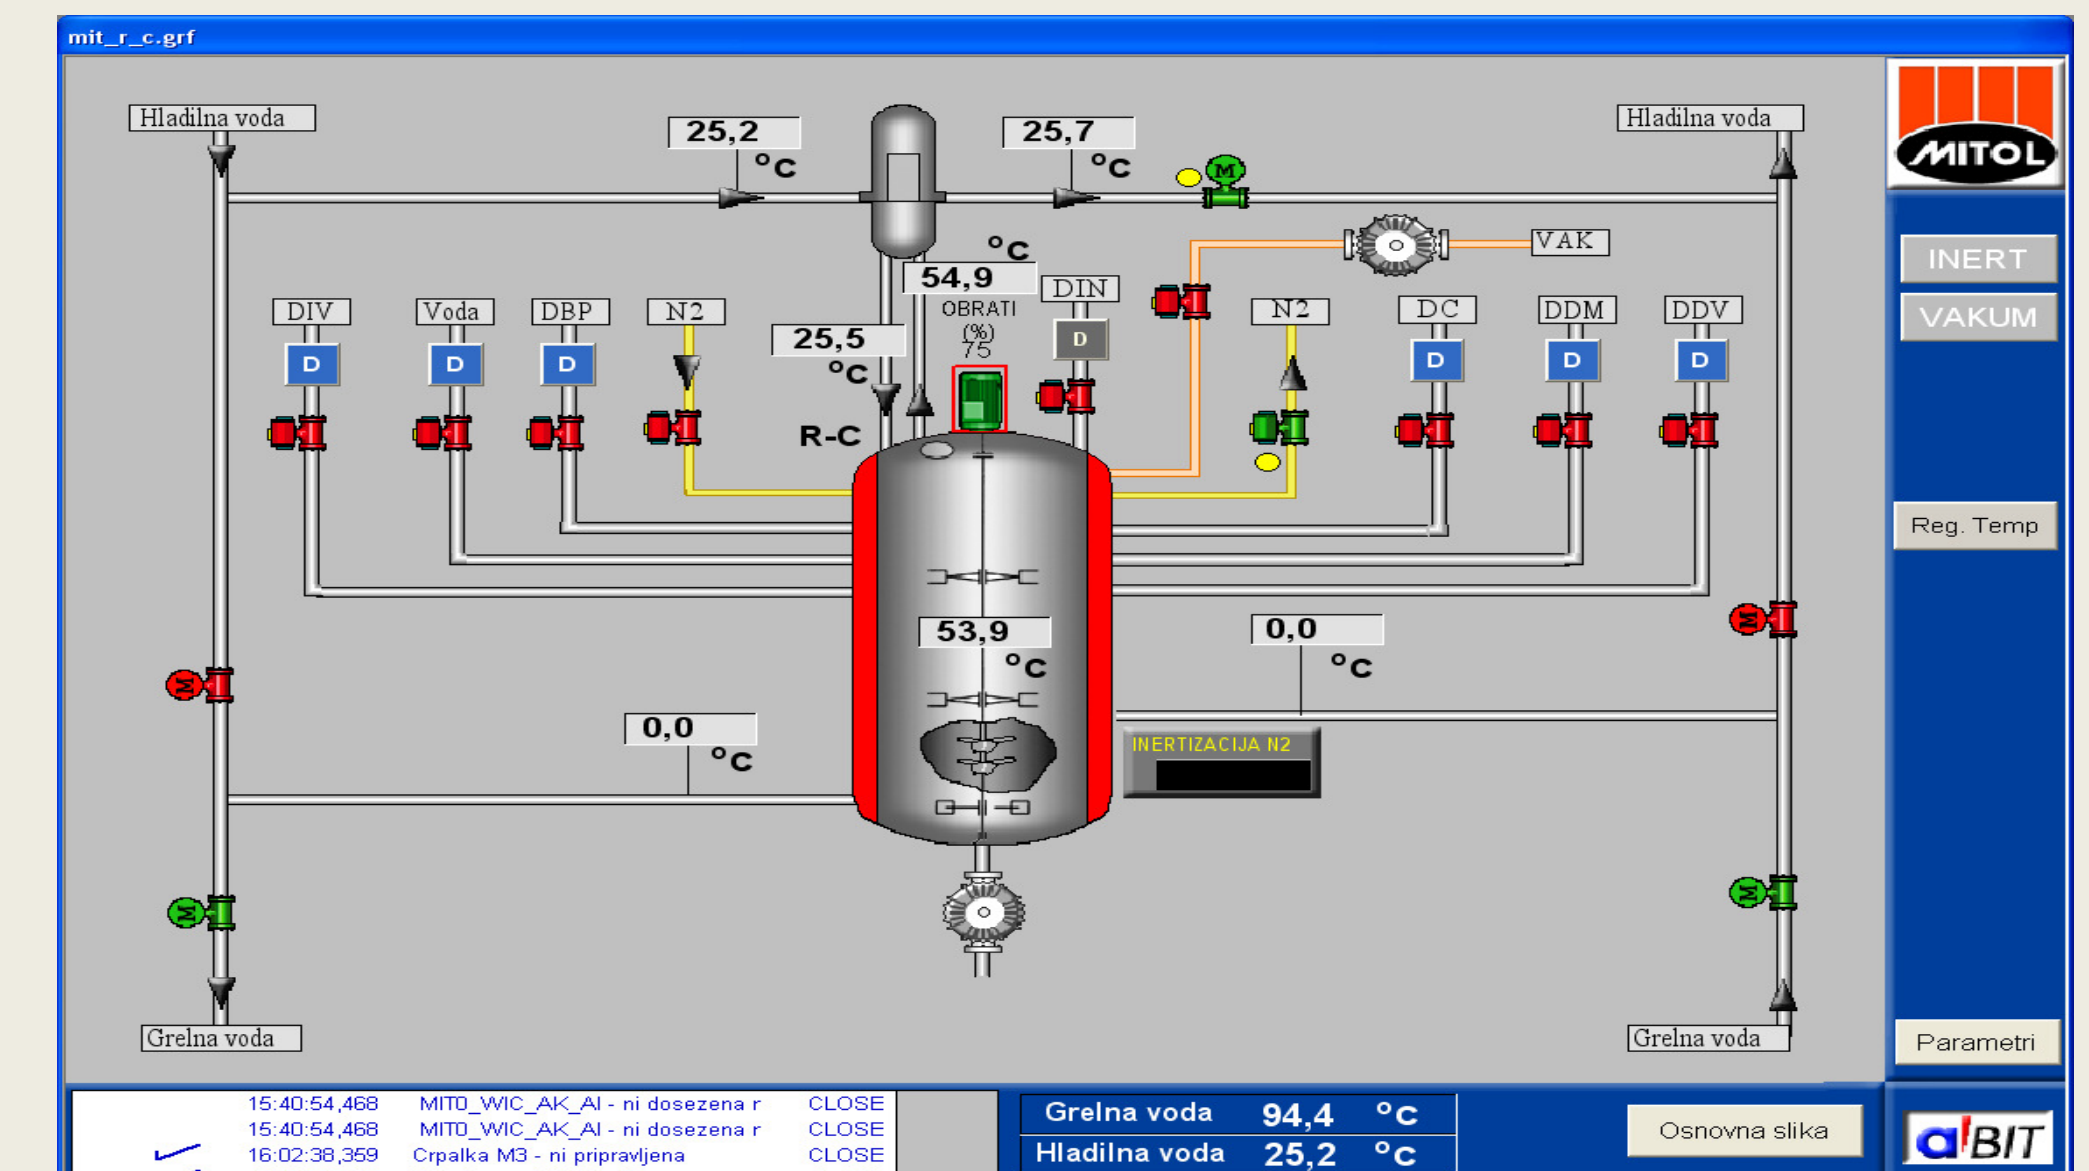 mit_r_c.grf
Hladilna voda
25,2
°C
25,7
°C
M
Hladilna voda
MITOL
VAK
INERT
VAKUM
°C
54,9
OBRATI
(%)
75
DIN
D
DIV
D
Voda
D
DBP
D
N2
25,5
°C
R-C
N2
DC
D
DDM
D
DDV
D
Reg. Temp
53,9
°C
0,0
°C
M
M
0,0
°C
INERTIZACIJA N2
M
M
Grelna voda
Grelna voda
Parametri
15:40:54,468 MIT0_WIC_AK_AI - ni dosezena r CLOSE
15:40:54,468 MIT0_WIC_AK_AI - ni dosezena r CLOSE
16:02:38,359 Crpalka M3 - ni pripravljena CLOSE
Grelna voda 94,4 °C
Hladilna voda 25,2 °C
Osnovna slika
a!BIT